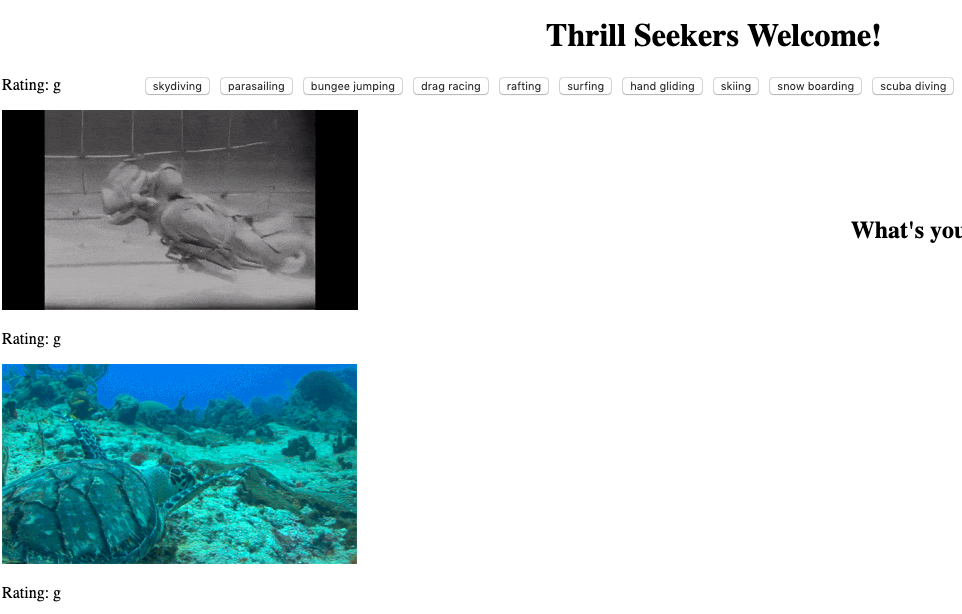 Thrill Seekers Welcome!
Rating: g
skydiving parasailing bungee jumping drag racing rafting surfing hand gliding skiing snow boarding scuba diving
What's you
Rating: g
Rating: g